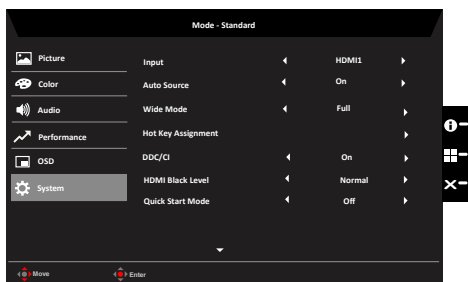 Mode - Standard
Picture
Color
Audio
Performance
OSD
System
Input HDMI1
Auto Source On
Wide Mode Full
Hot Key Assignment
DDC/CI On
HDMI Black Level Normal
Quick Start Mode Off
Move Enter